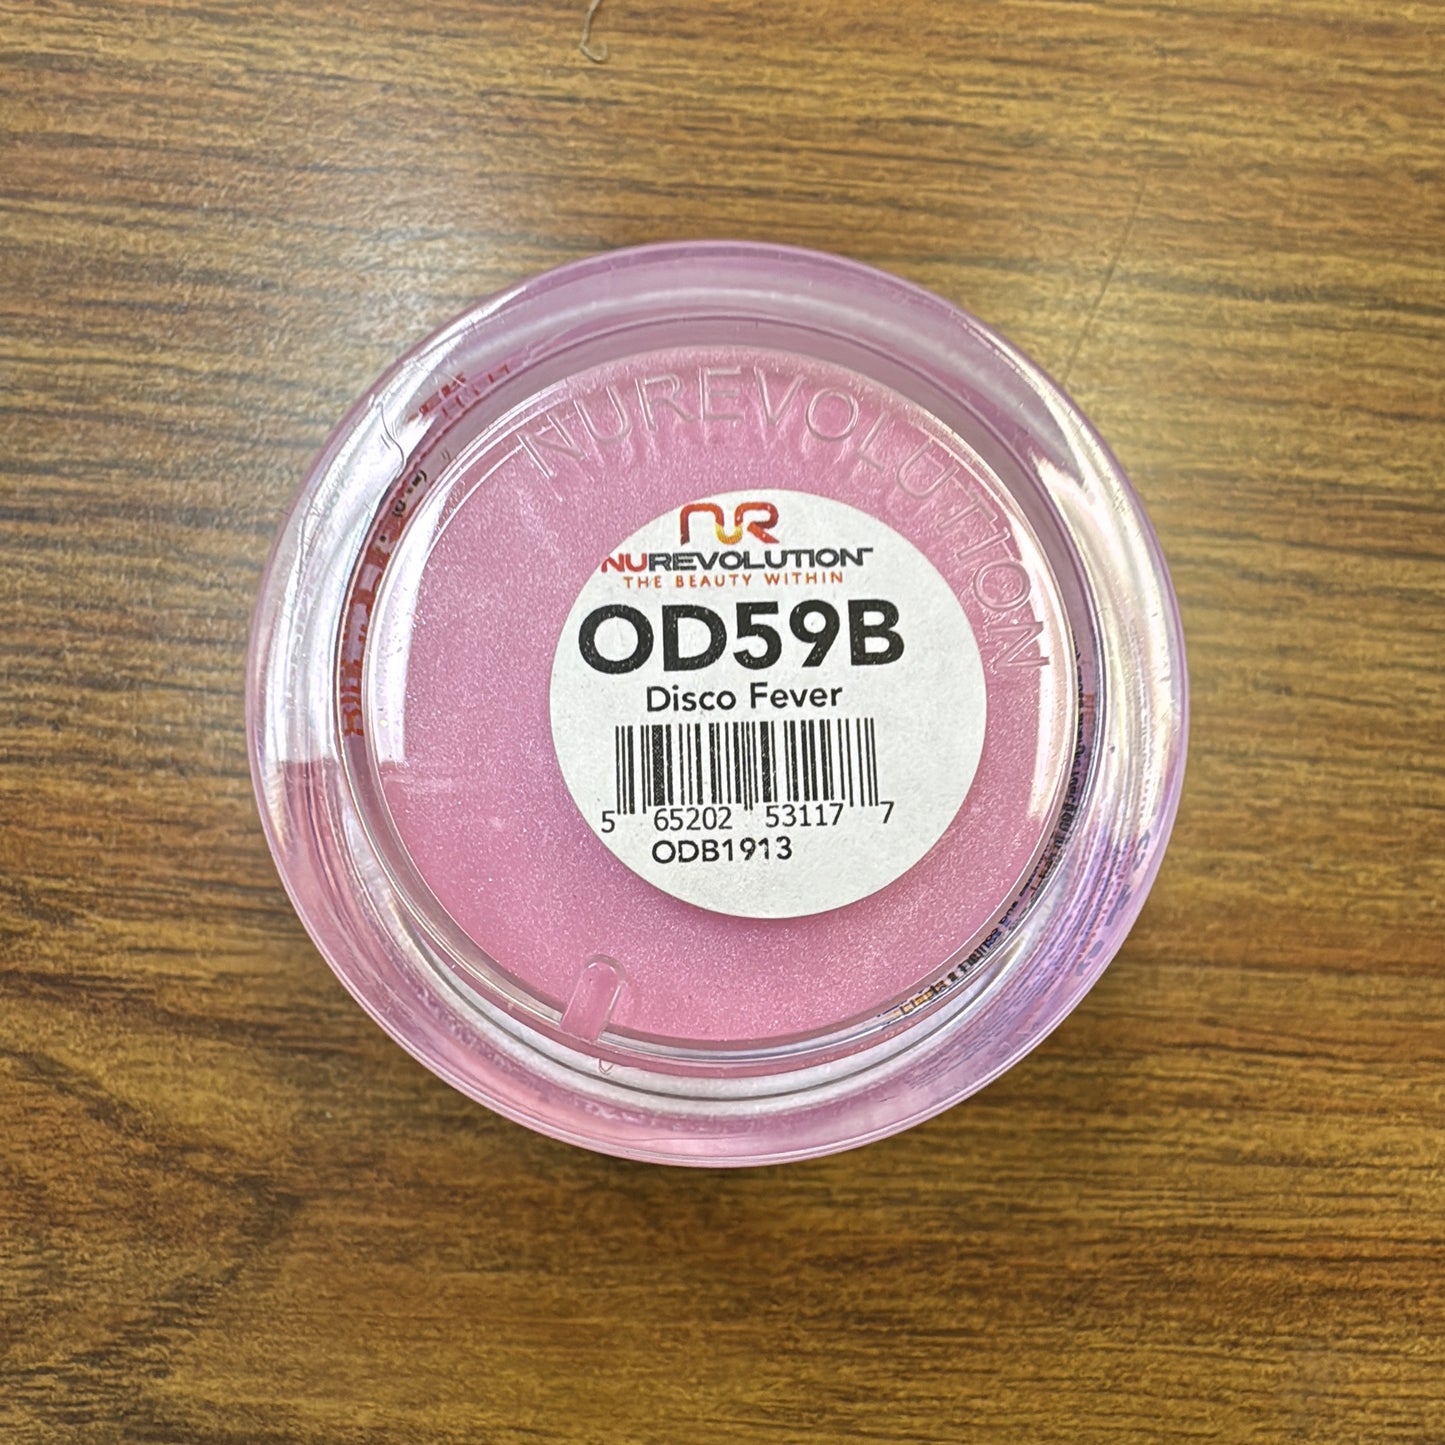 NUREVOLUTION
NR
NUREVOLUTION
THE BEAUTY WITHIN
OD59B
Disco Fever
5 65202 53117 7
ODB1913